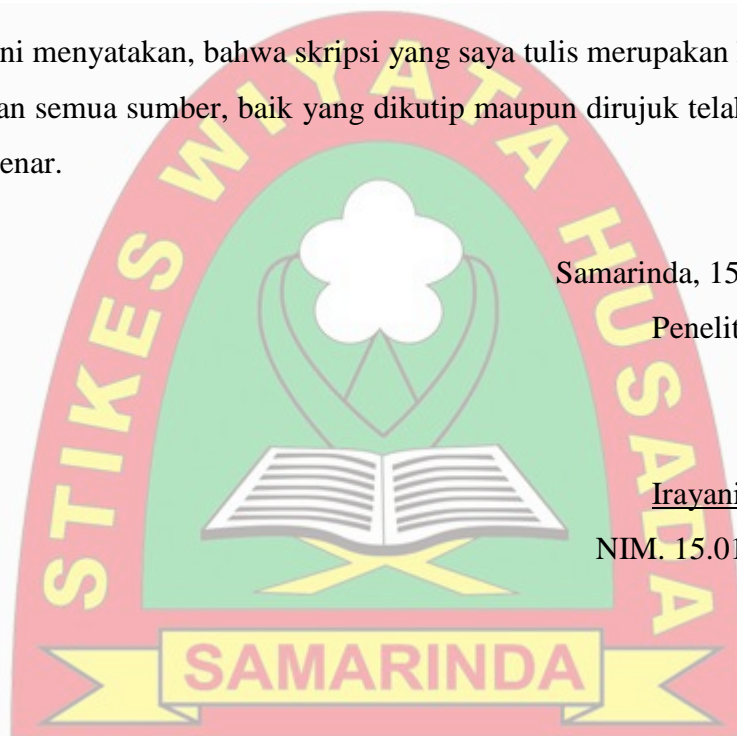 ni menyatakan, bahwa skripsi yang saya tulis merupakan
an semua sumber, baik yang dikutip maupun dirujuk telah
enar.
Samarinda, 15
Penelit
Irayani
NIM. 15.01
STIKES WIYATA HUSADA
SAMARINDA